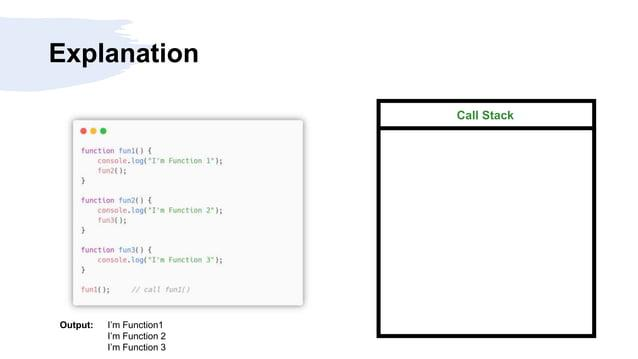 Explanation
Call Stack
function fun1() {
    console.log("I'm Function 1");
    fun2();
}
function fun2() {
    console.log("I'm Function 2");
    fun3();
}
function fun3() {
    console.log("I'm Function 3");
}
fun1();     // call fun1()
Output: I'm Function1
I'm Function 2
I'm Function 3